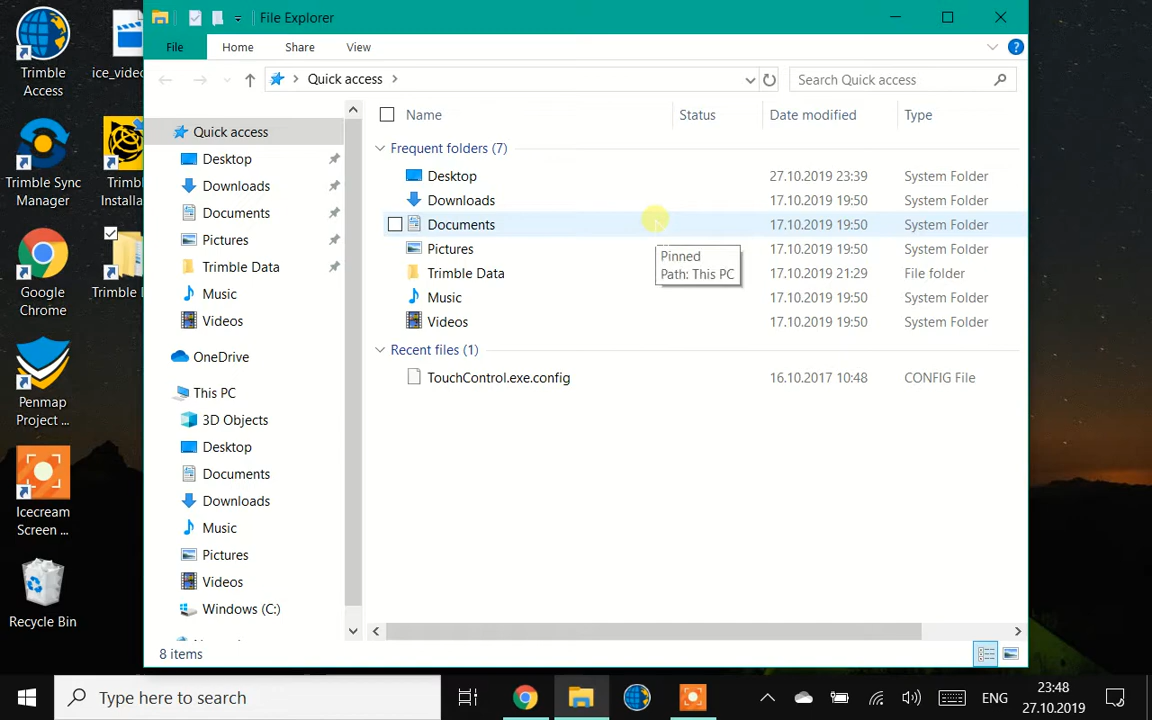 File Explorer
File
Home
Share
View
Quick access
Search Quick access
Name
Status
Date modified
Type
Quick access
Desktop
Downloads
Documents
Pictures
Trimble Data
Music
Videos
OneDrive
This PC
3D Objects
Desktop
Documents
Downloads
Music
Pictures
Videos
Windows (C:)
Frequent folders (7)
Desktop 27.10.2019 23:39 System Folder
Downloads 17.10.2019 19:50 System Folder
Documents 17.10.2019 19:50 System Folder
Pictures 17.10.2019 19:50 System Folder
Trimble Data 17.10.2019 21:29 File folder
Music 17.10.2019 19:50 System Folder
Videos 17.10.2019 19:50 System Folder
Pinned
Path: This PC
Recent files (1)
TouchControl.exe.config 16.10.2017 10:48 CONFIG File
8 items
Trimble
Access
ice_video
Trimble Sync
Manager
Trimbl
Installa
Google
Chrome
Trimble
Penmap
Project ...
Icecream
Screen ...
Recycle Bin
Type here to search
ENG
23:48
27.10.2019